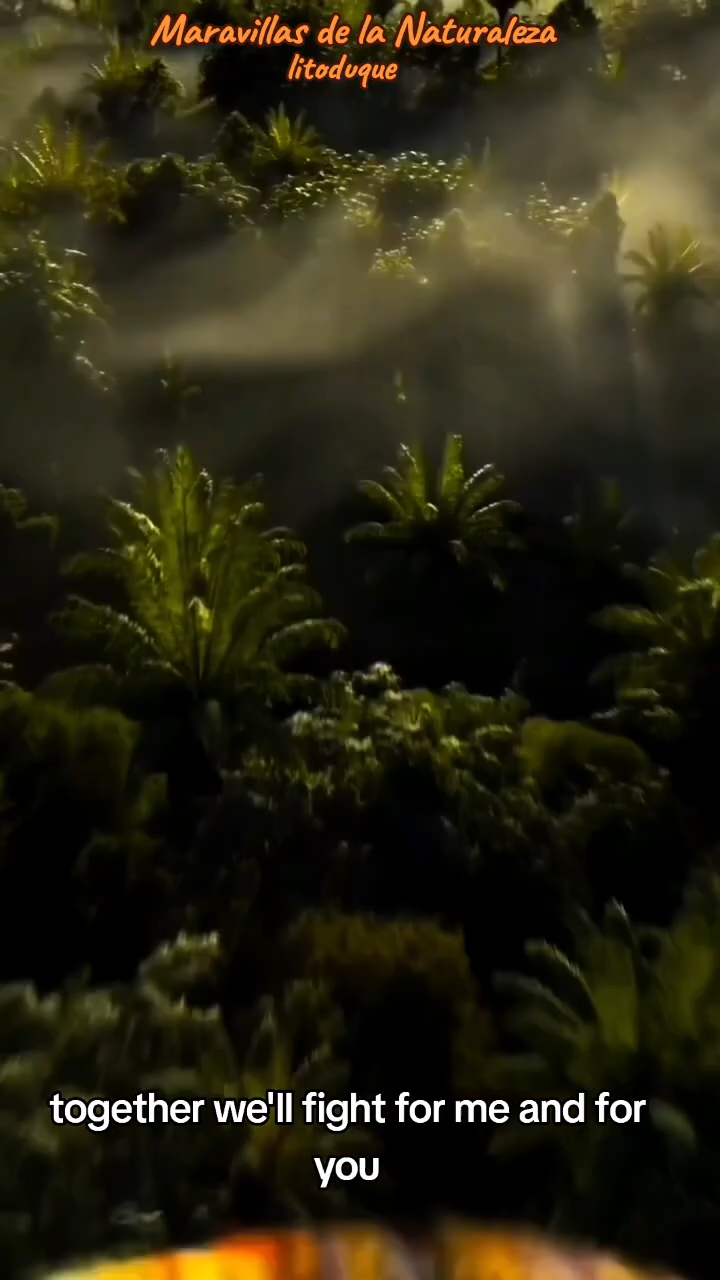 Maravillas de la Naturaleza
litoduque
together we'll fight for me and for
you